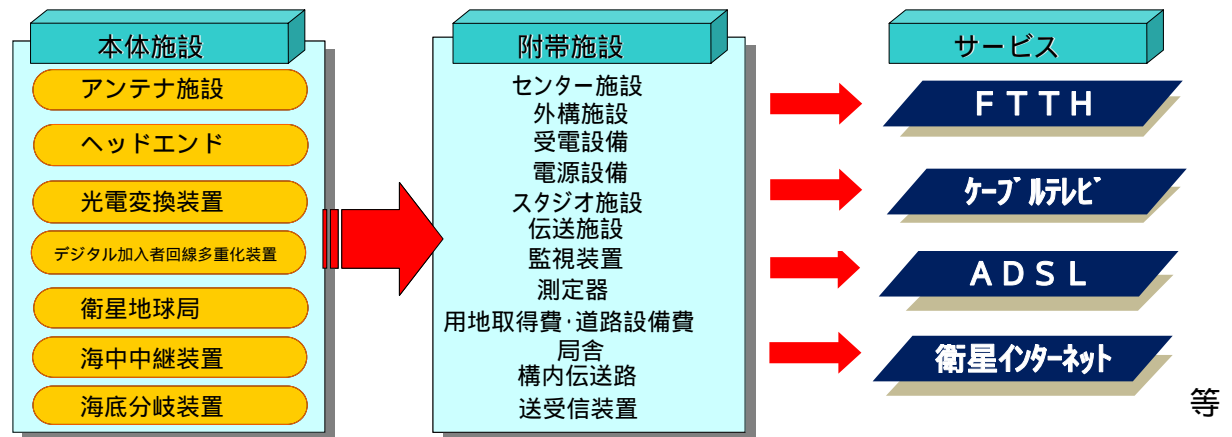 本体施設
アンテナ施設
ヘッドエンド
光電変換装置
デジタル加入者回線多重化装置
衛星地球局
海中中継装置
海底分岐装置
附帯施設
センター施設
外構施設
受電設備
電源設備
スタジオ施設
伝送施設
監視装置
測定器
用地取得費･道路設備費
局舎
構内伝送路
送受信装置
サービス
ＦＴＴＨ
ｹｰﾌﾞﾙﾃﾚﾋﾞ
ＡＤＳＬ
衛星ｲﾝﾀｰﾈｯﾄ
等